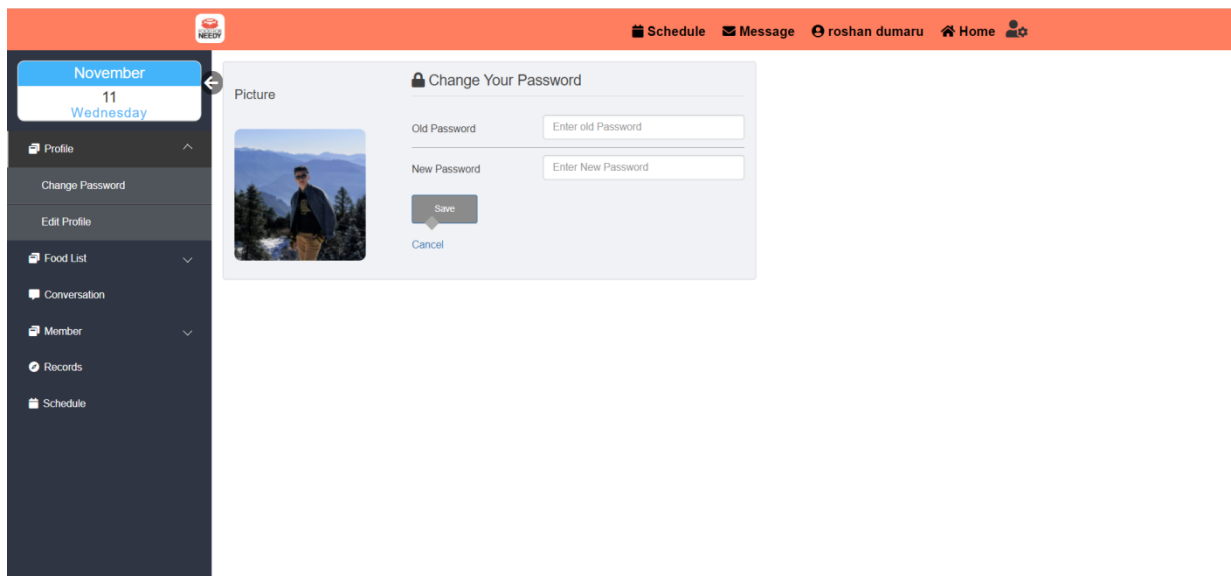 NEEDY
Schedule Message roshan dumaru Home
November
11
Wednesday
Profile
Change Password
Edit Profile
Food List
Conversation
Member
Records
Schedule
Picture
Change Your Password
Old Password Enter old Password
New Password Enter New Password
Save
Cancel